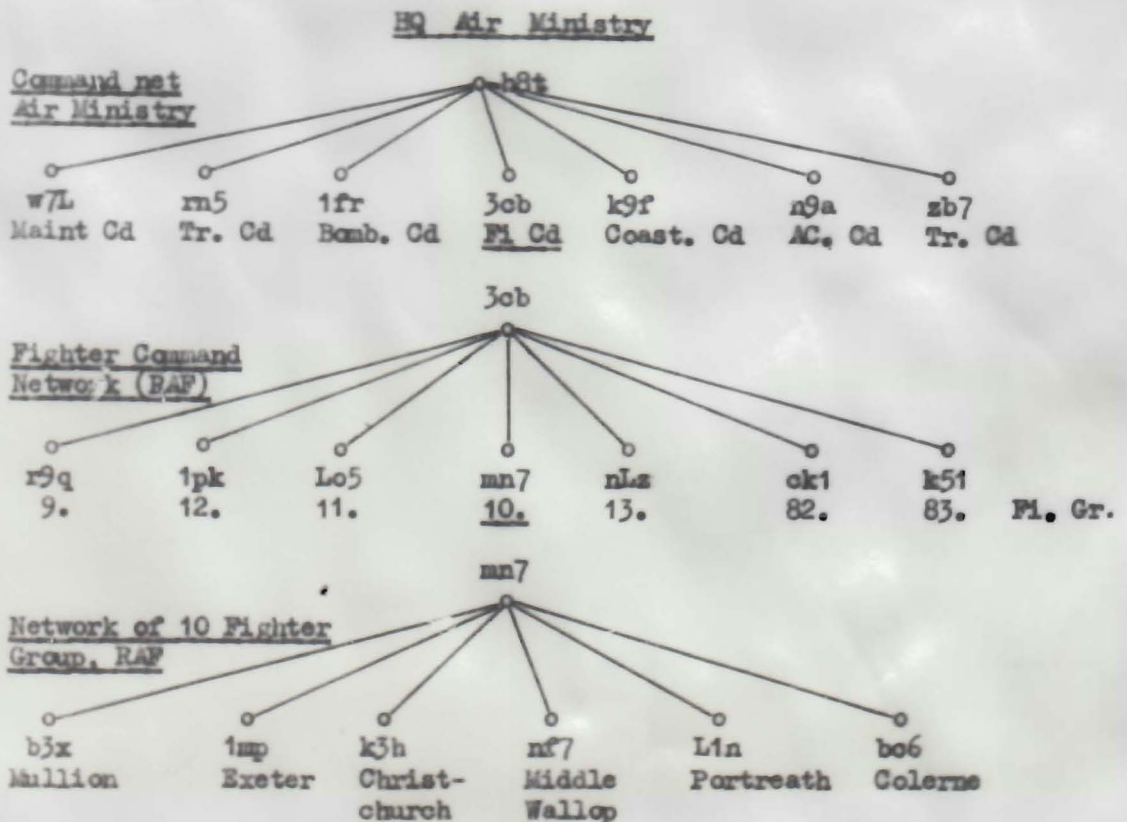 HQ Air Ministry
Command net
Air Ministry
h8t
w7L rn5 1fr 3cb k9f n9a zb7
Maint Cd Tr. Cd Bomb. Cd Fi Cd Coast. Cd AC. Cd Tr. Cd
3cb
Fighter Command
Network (RAF)
r9q 1pk Lo5 mn7 nLz ck1 k51
9. 12. 11. 10. 13. 82. 83. Fi. Gr.
mn7
Network of 10 Fighter
Group, RAF
b3x 1mp k3h nf7 L1n bc6
Mullion Exeter Christ- Middle Portreath Colerne
church Wallop